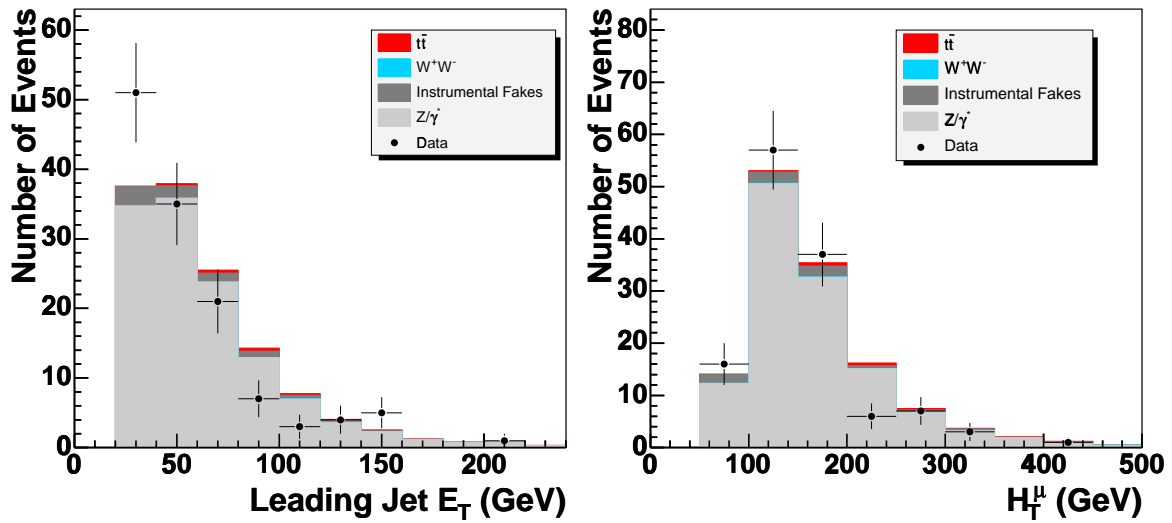 Number of Events
60
50
40
30
20
10
0
tt̄
W⁺W⁻
Instrumental Fakes
Z/γ*
Data
0 50 100 150 200
Leading Jet E_T (GeV)
Number of Events
80
70
60
50
40
30
20
10
0
tt̄
W⁺W⁻
Instrumental Fakes
Z/γ*
Data
0 100 200 300 400 500
H_T^μ (GeV)